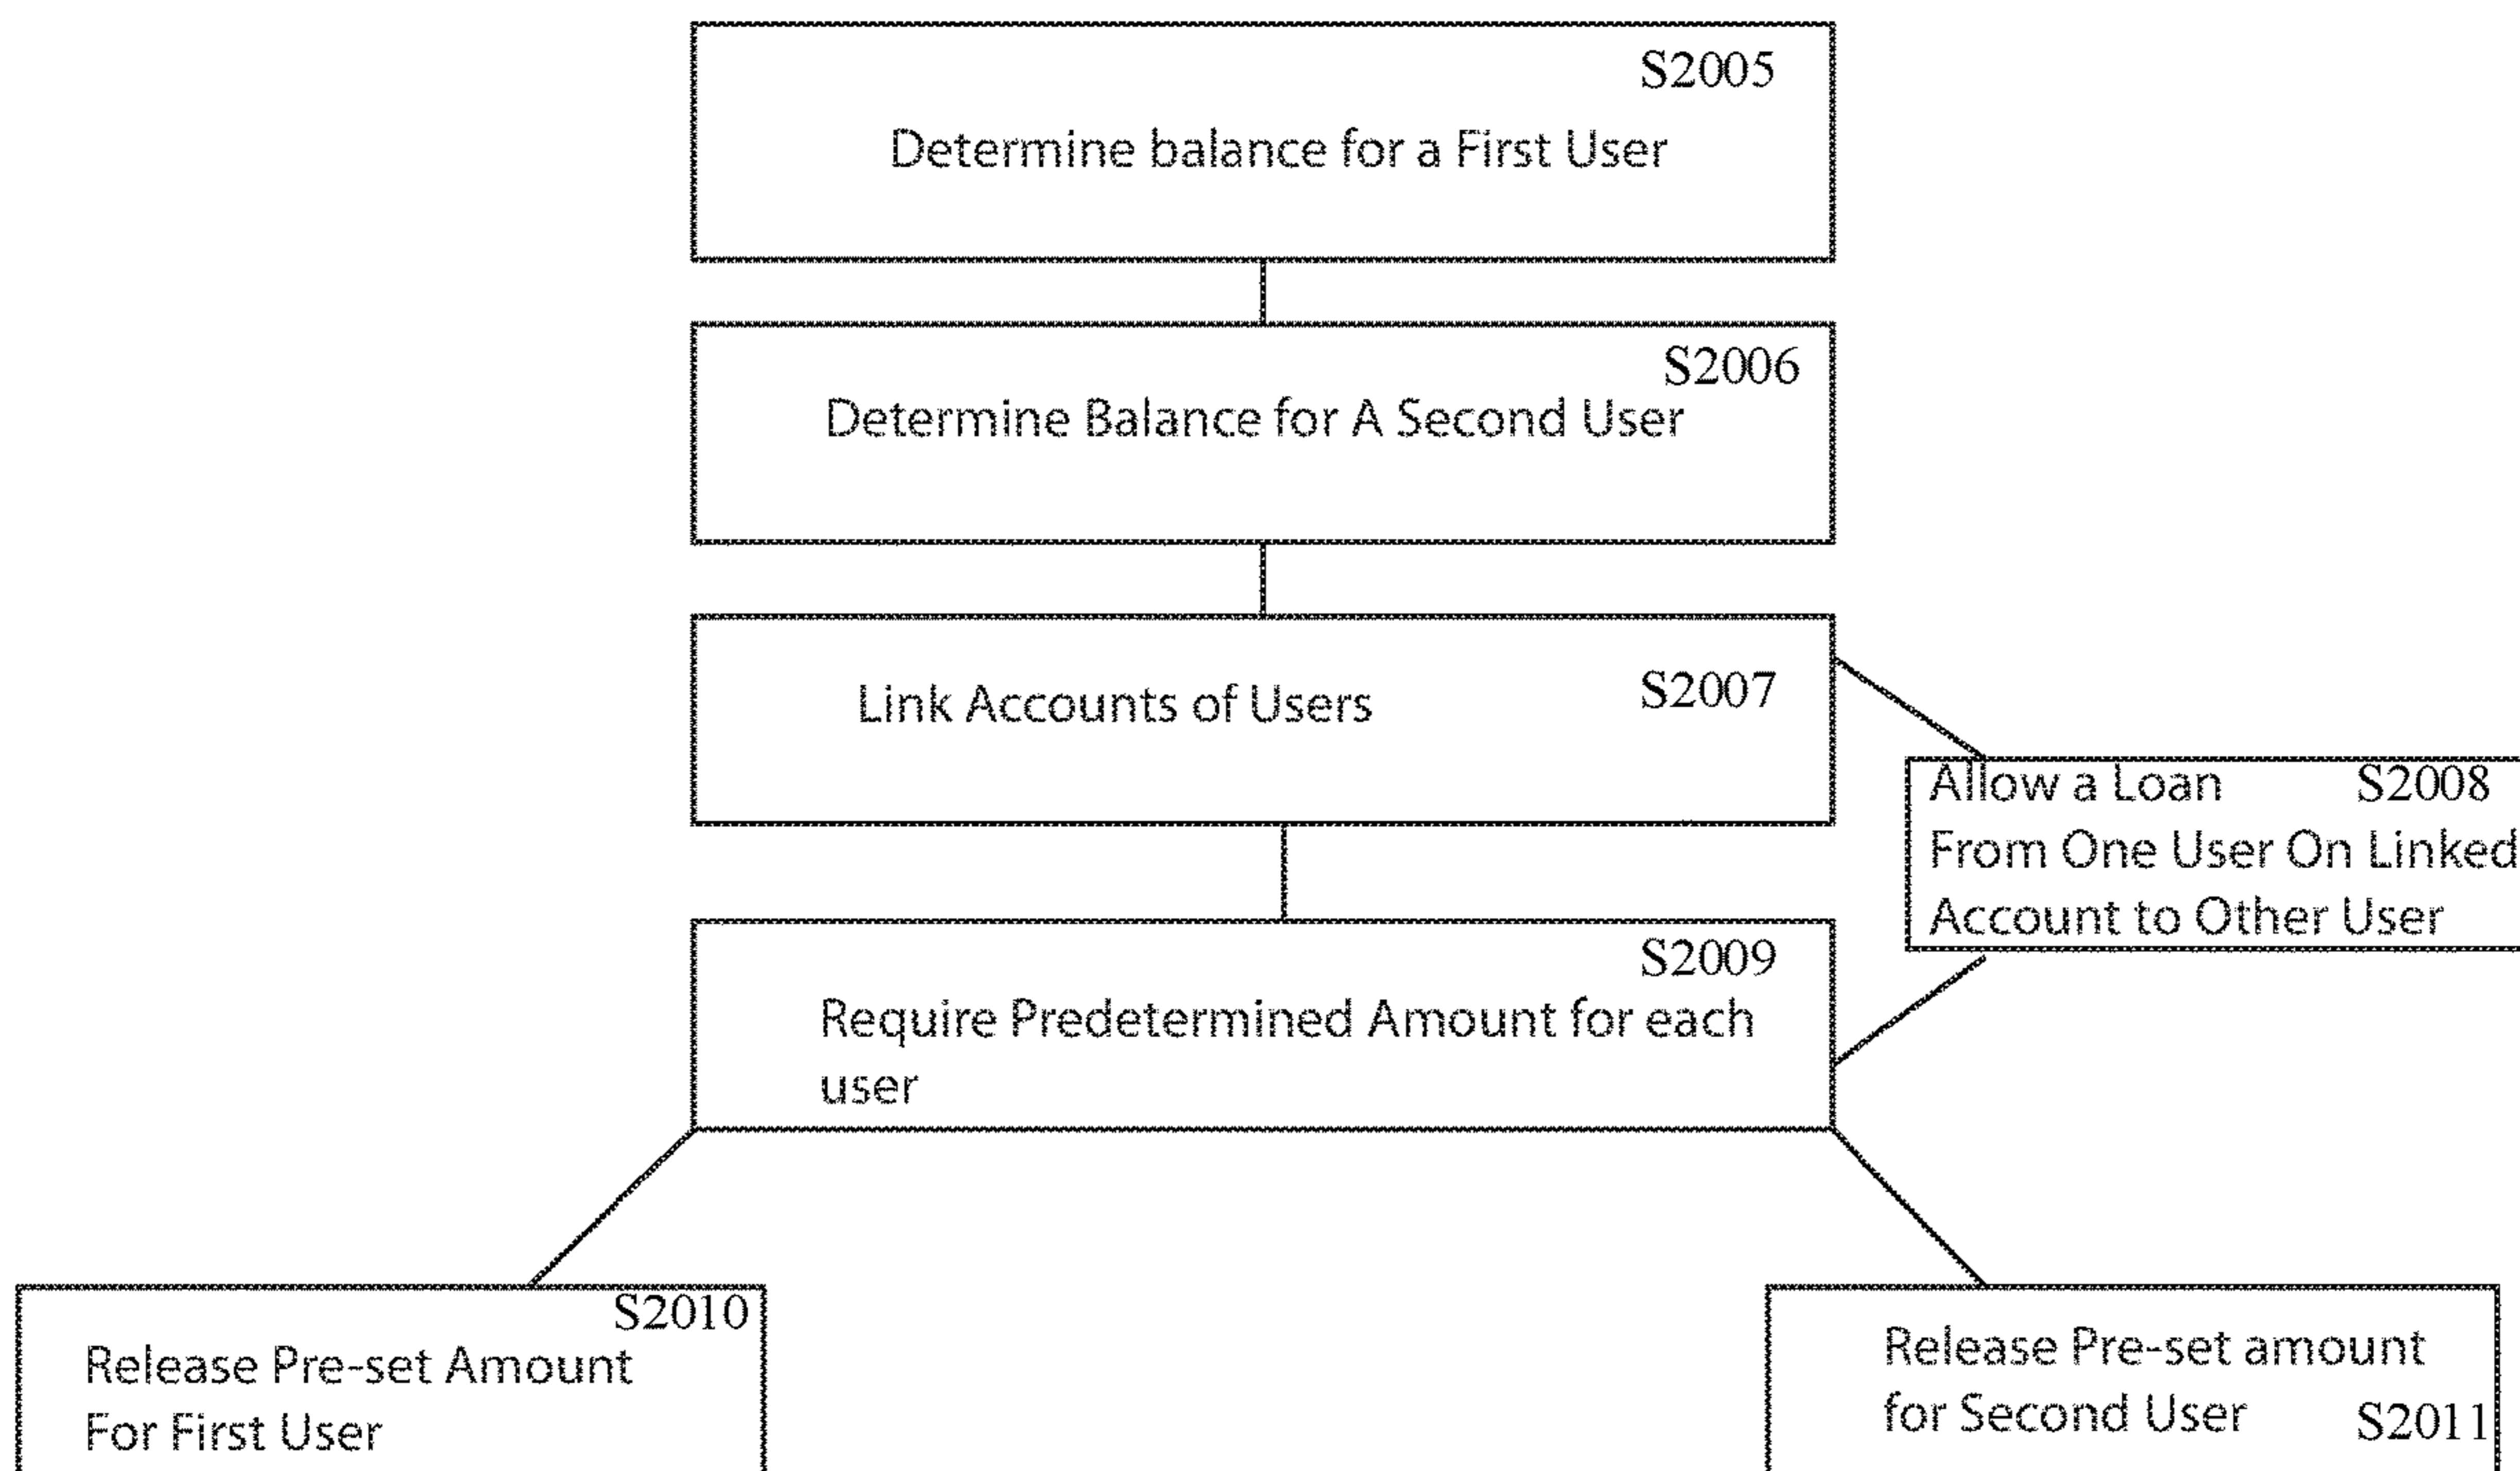 S2005
Determine balance for a First User
S2006
Determine Balance for A Second User
Link Accounts of Users S2007
Allow a Loan S2008
From One User On Linked
Account to Other User
S2009
Require Predetermined Amount for each
user
S2010
Release Pre-set Amount
For First User
Release Pre-set amount
for Second User S2011